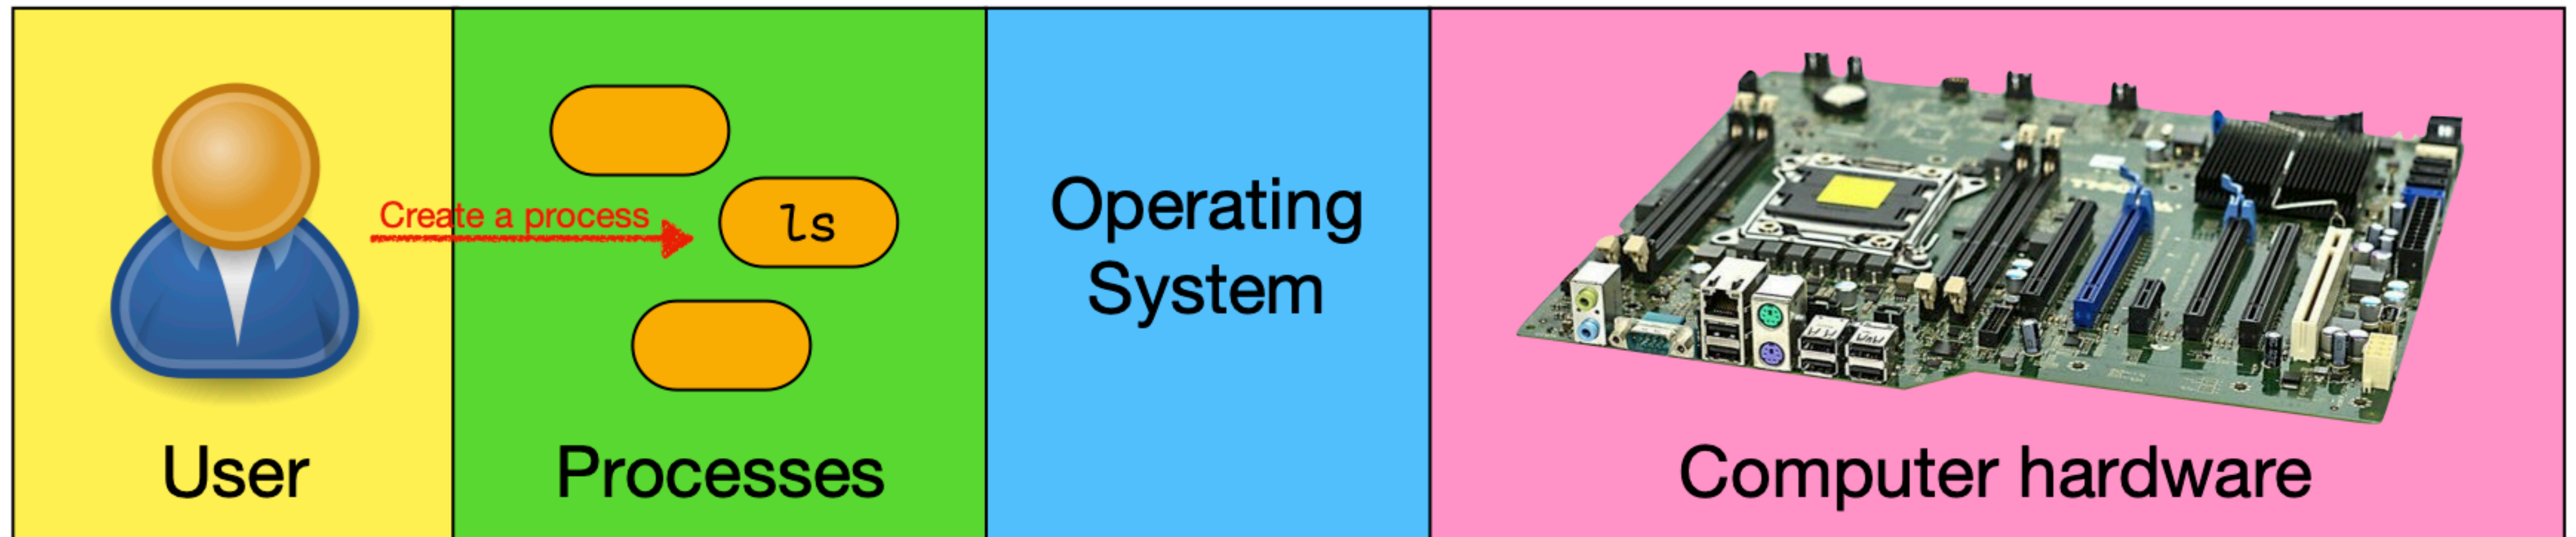 Create a process
ls
Operating
System
User
Processes
Computer hardware